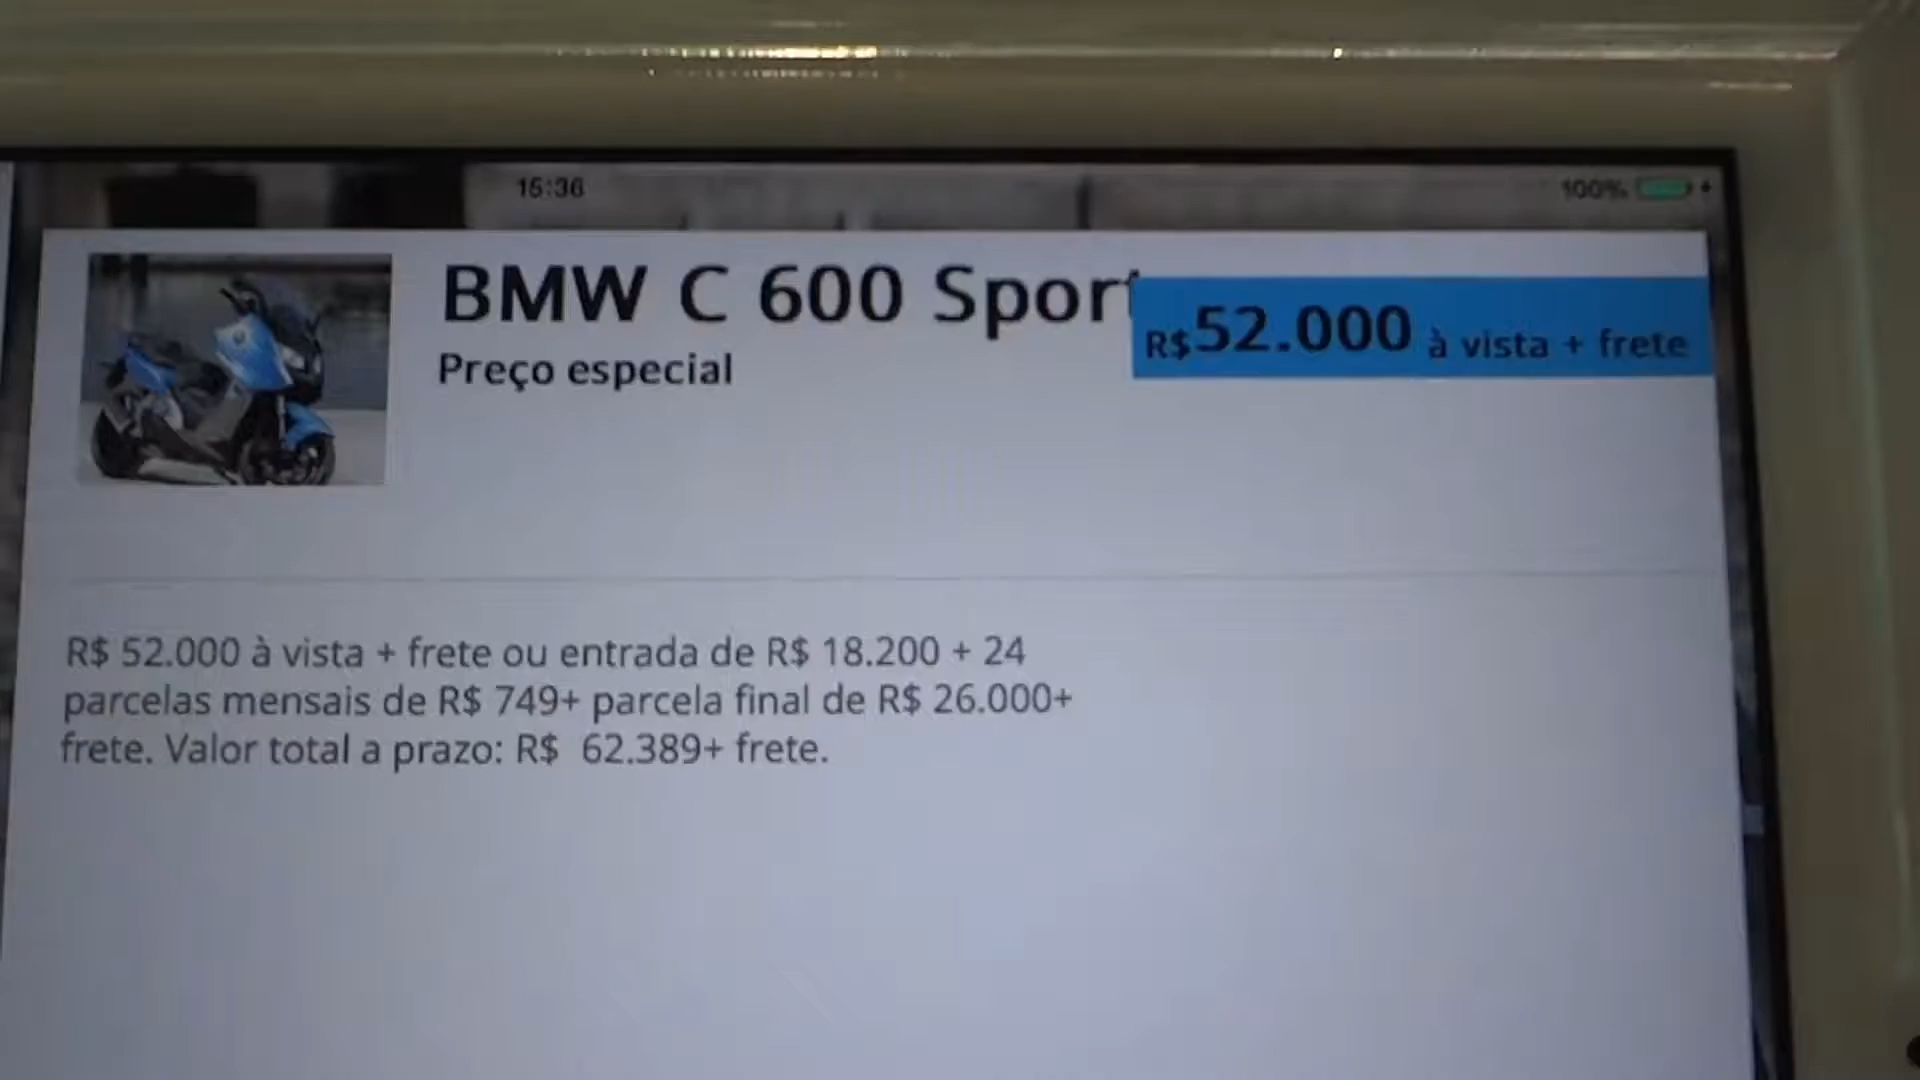 15:36
100%
BMW C 600 Sport
R$52.000 à vista + frete
Preço especial
R$ 52.000 à vista + frete ou entrada de R$ 18.200 + 24
parcelas mensais de R$ 749+ parcela final de R$ 26.000+
frete. Valor total a prazo: R$ 62.389+ frete.